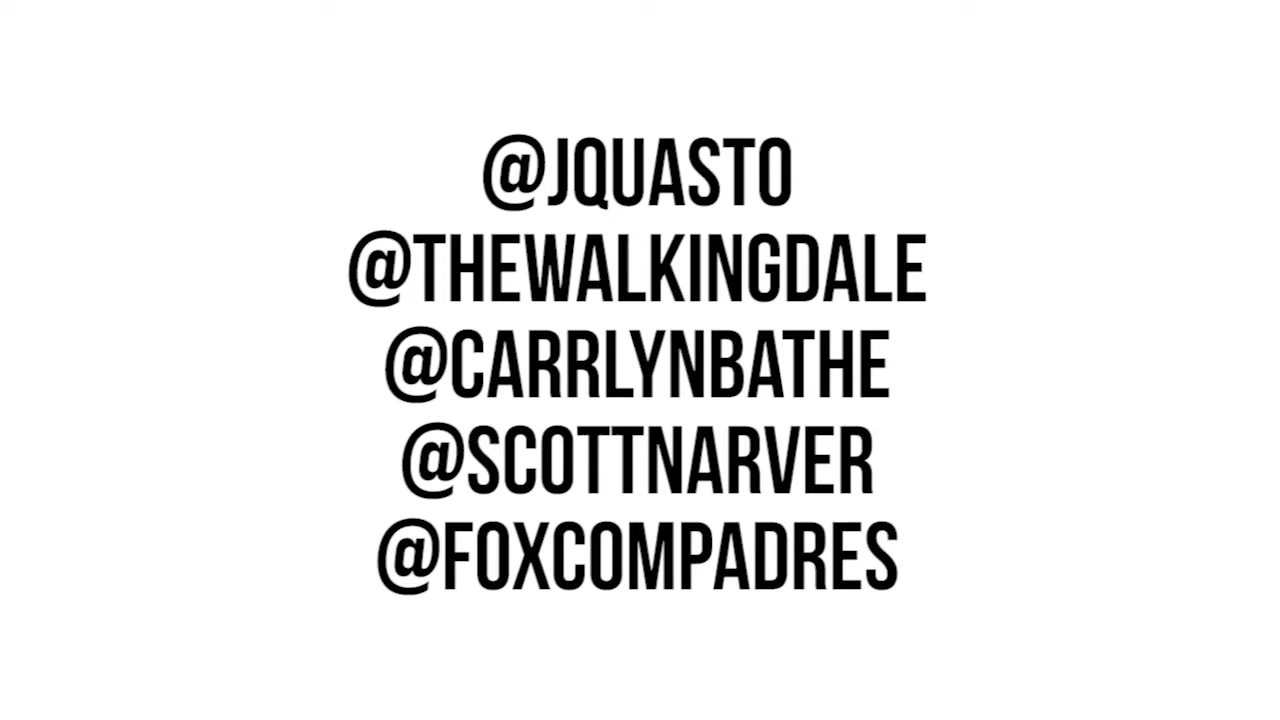 @JQUASTO
@THEWALKINGDALE
@CARRLYNBATHE
@SCOTTNARVER
@FOXCOMPADRES